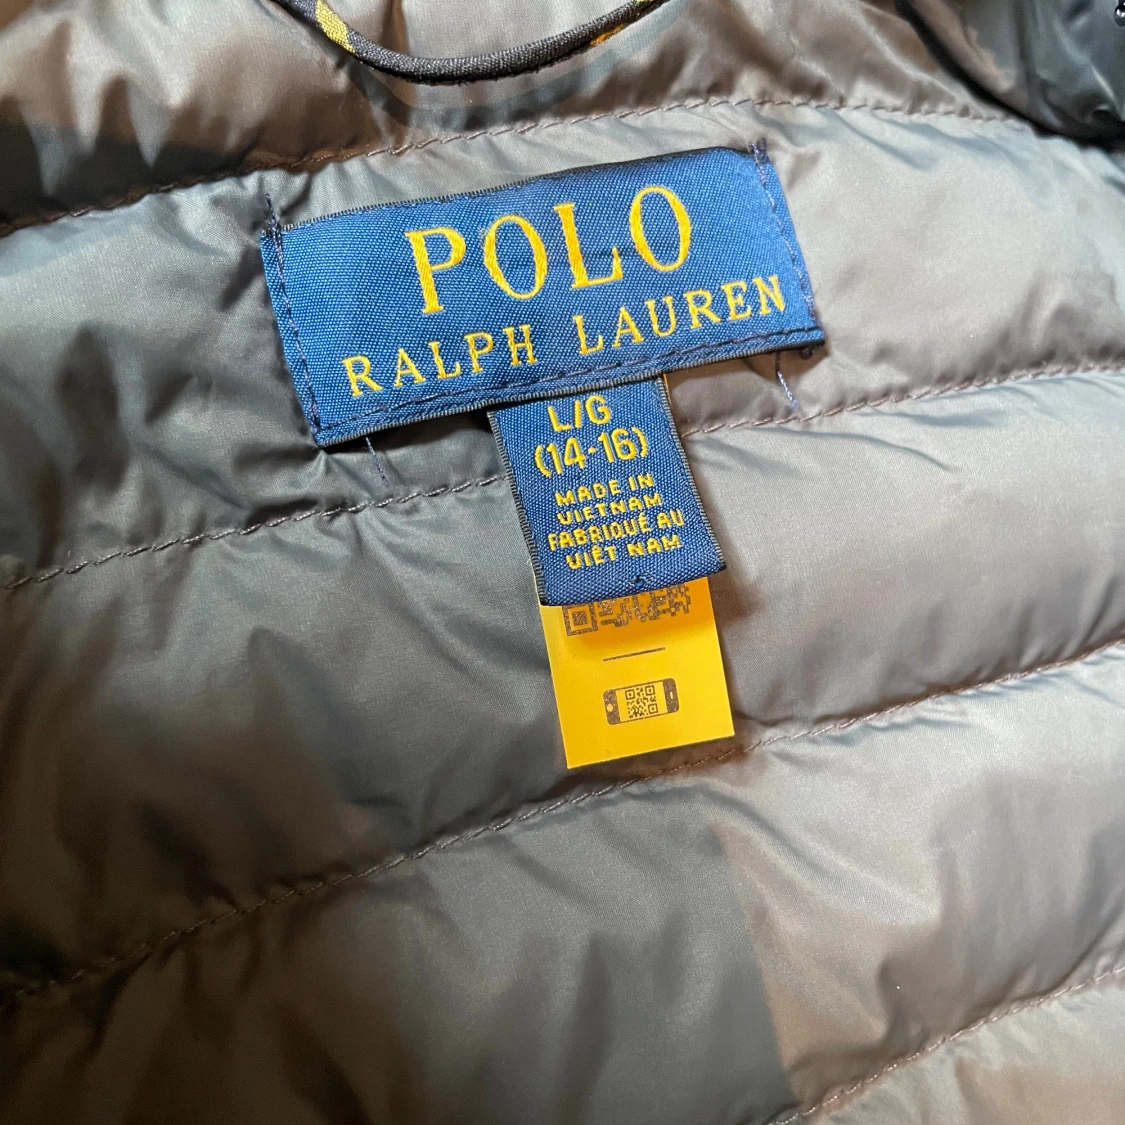 POLO
RALPH LAUREN
L/G
(14-16)
MADE IN
VIETNAM
FABRIQUÉ AU
VIÊT NAM